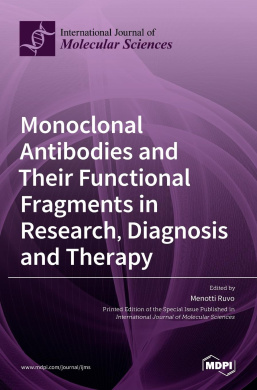 International Journal of
Molecular Sciences
Monoclonal
Antibodies and
Their Functional
Fragments in
Research, Diagnosis
and Therapy
Edited by
Menotti Ruvo
Printed Edition of the Special Issue Published in
International Journal of Molecular Sciences
www.mdpi.com/journal/ijms
MDPI